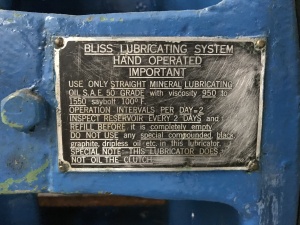 BLISS LUBRICATING SYSTEM
HAND OPERATED
IMPORTANT
USE ONLY STRAIGHT MINERAL LUBRICATING
OIL S.A.E 50 GRADE with viscosity 950 to
1550 saybolt 100° F.
OPERATION INTERVALS PER DAY = 2
INSPECT RESERVOIR EVERY 2 DAYS and
REFILL BEFORE it is completely empty.
DO NOT USE any special compounded, black,
graphite, dripless oil etc. in this lubricator.
SPECIAL NOTE: THIS LUBRICATOR DOES
NOT OIL THE CLUTCH.